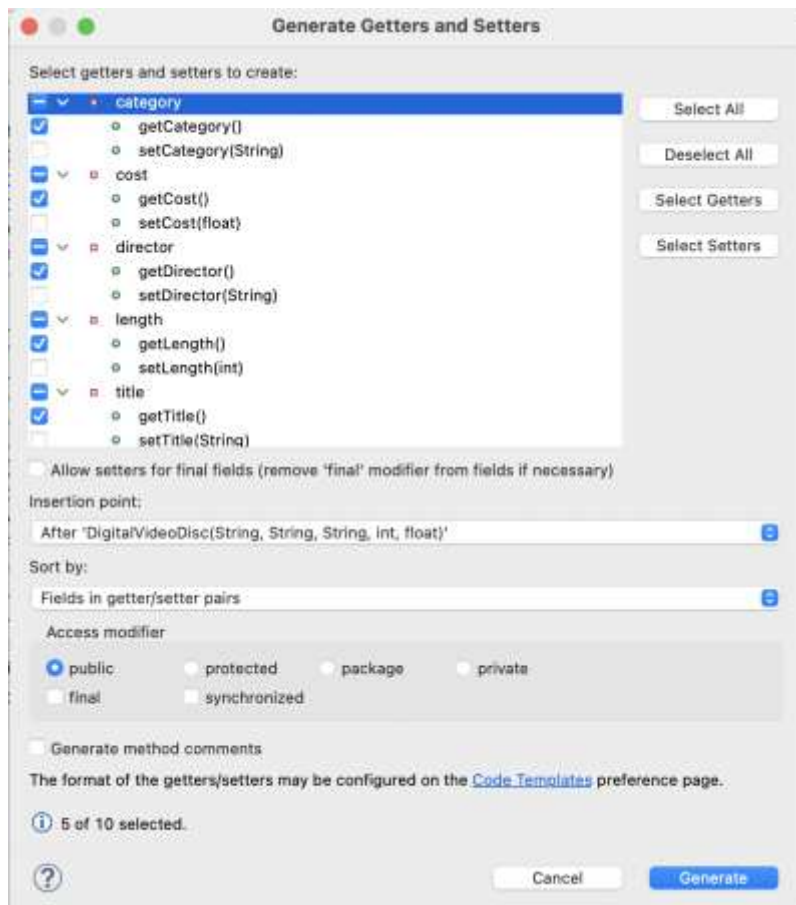 Generate Getters and Setters
Select getters and setters to create:
category
getCategory()
setCategory(String)
cost
getCost()
setCost(float)
director
getDirector()
setDirector(String)
length
getLength()
setLength(int)
title
getTitle()
setTitle(String)
Select All
Deselect All
Select Getters
Select Setters
Allow setters for final fields (remove 'final' modifier from fields if necessary)
Insertion point:
After 'DigitalVideoDisc(String, String, String, int, float)'
Sort by:
Fields in getter/setter pairs
Access modifier
public protected package private
final synchronized
Generate method comments
The format of the getters/setters may be configured on the Code Templates preference page.
5 of 10 selected.
Cancel Generate